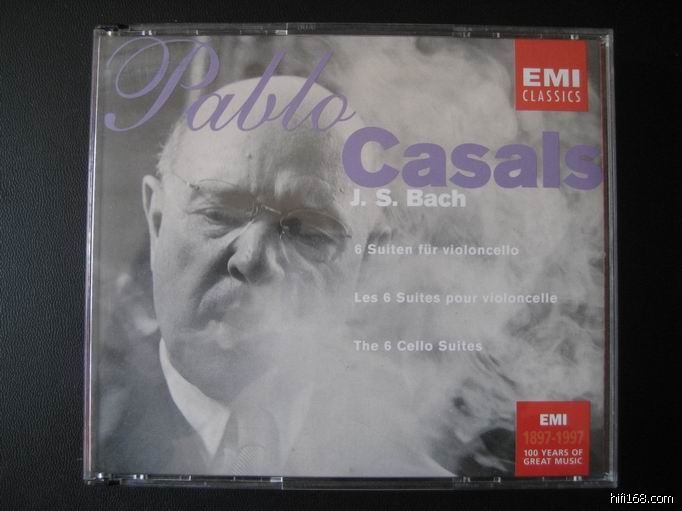 Pablo
Casals
EMI
CLASSICS
J. S. Bach
6 Suiten für violoncello
Les 6 Suites pour violoncelle
The 6 Cello Suites
EMI
1897-1997
100 YEARS OF
GREAT MUSIC
hifi168.com